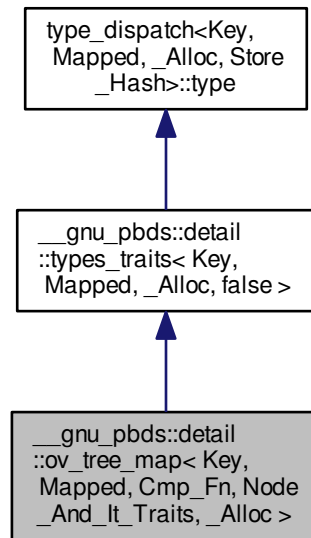 type_dispatch<Key,
Mapped, _Alloc, Store
_Hash>::type
__gnu_pbds::detail
::types_traits< Key,
Mapped, _Alloc, false >
__gnu_pbds::detail
::ov_tree_map< Key,
Mapped, Cmp_Fn, Node
_And_It_Traits, _Alloc >